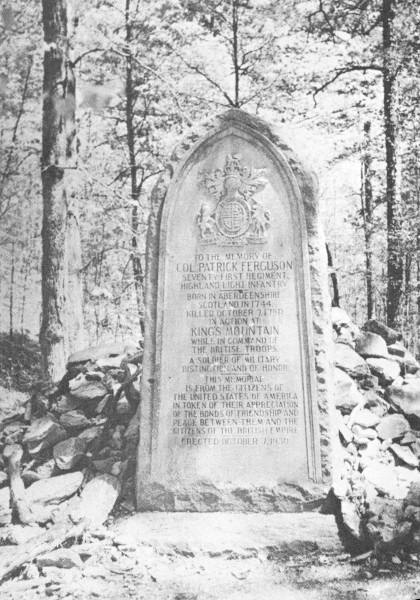 TO THE MEMORY OF
COL. PATRICK FERGUSON
SEVENTY-FIRST REGIMENT,
HIGHLAND LIGHT INFANTRY.
BORN IN ABERDEENSHIRE
SCOTLAND IN 1744.
KILLED OCTOBER 7, 1780
IN ACTION AT
KING'S MOUNTAIN
WHILE IN COMMAND OF
THE BRITISH TROOPS.
A SOLDIER OF MILITARY
DISTINCTION AND OF HONOR.
THIS MEMORIAL
IS FROM THE CITIZENS OF
THE UNITED STATES OF AMERICA
IN TOKEN OF THEIR APPRECIATION
OF THE BONDS OF FRIENDSHIP AND
PEACE BETWEEN THEM AND THE
CITIZENS OF THE BRITISH EMPIRE.
ERECTED OCTOBER 7, 1930.